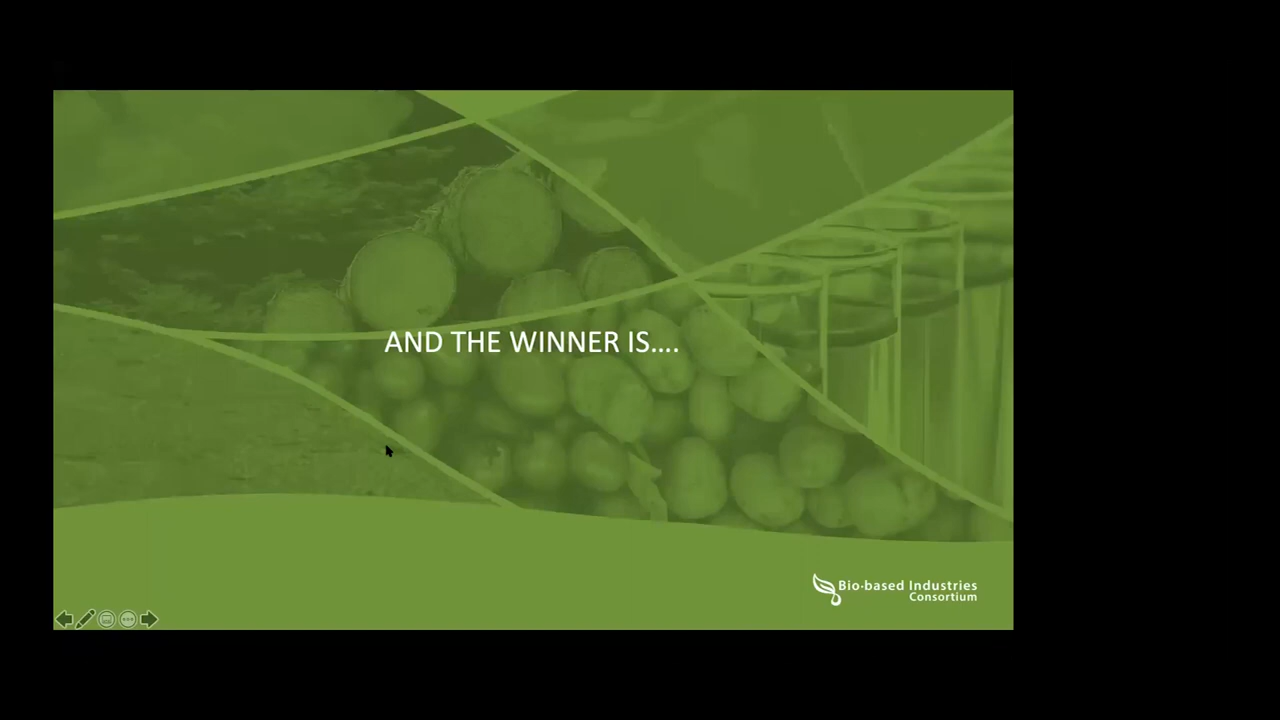 AND THE WINNER IS....
Bio-based Industries
Consortium